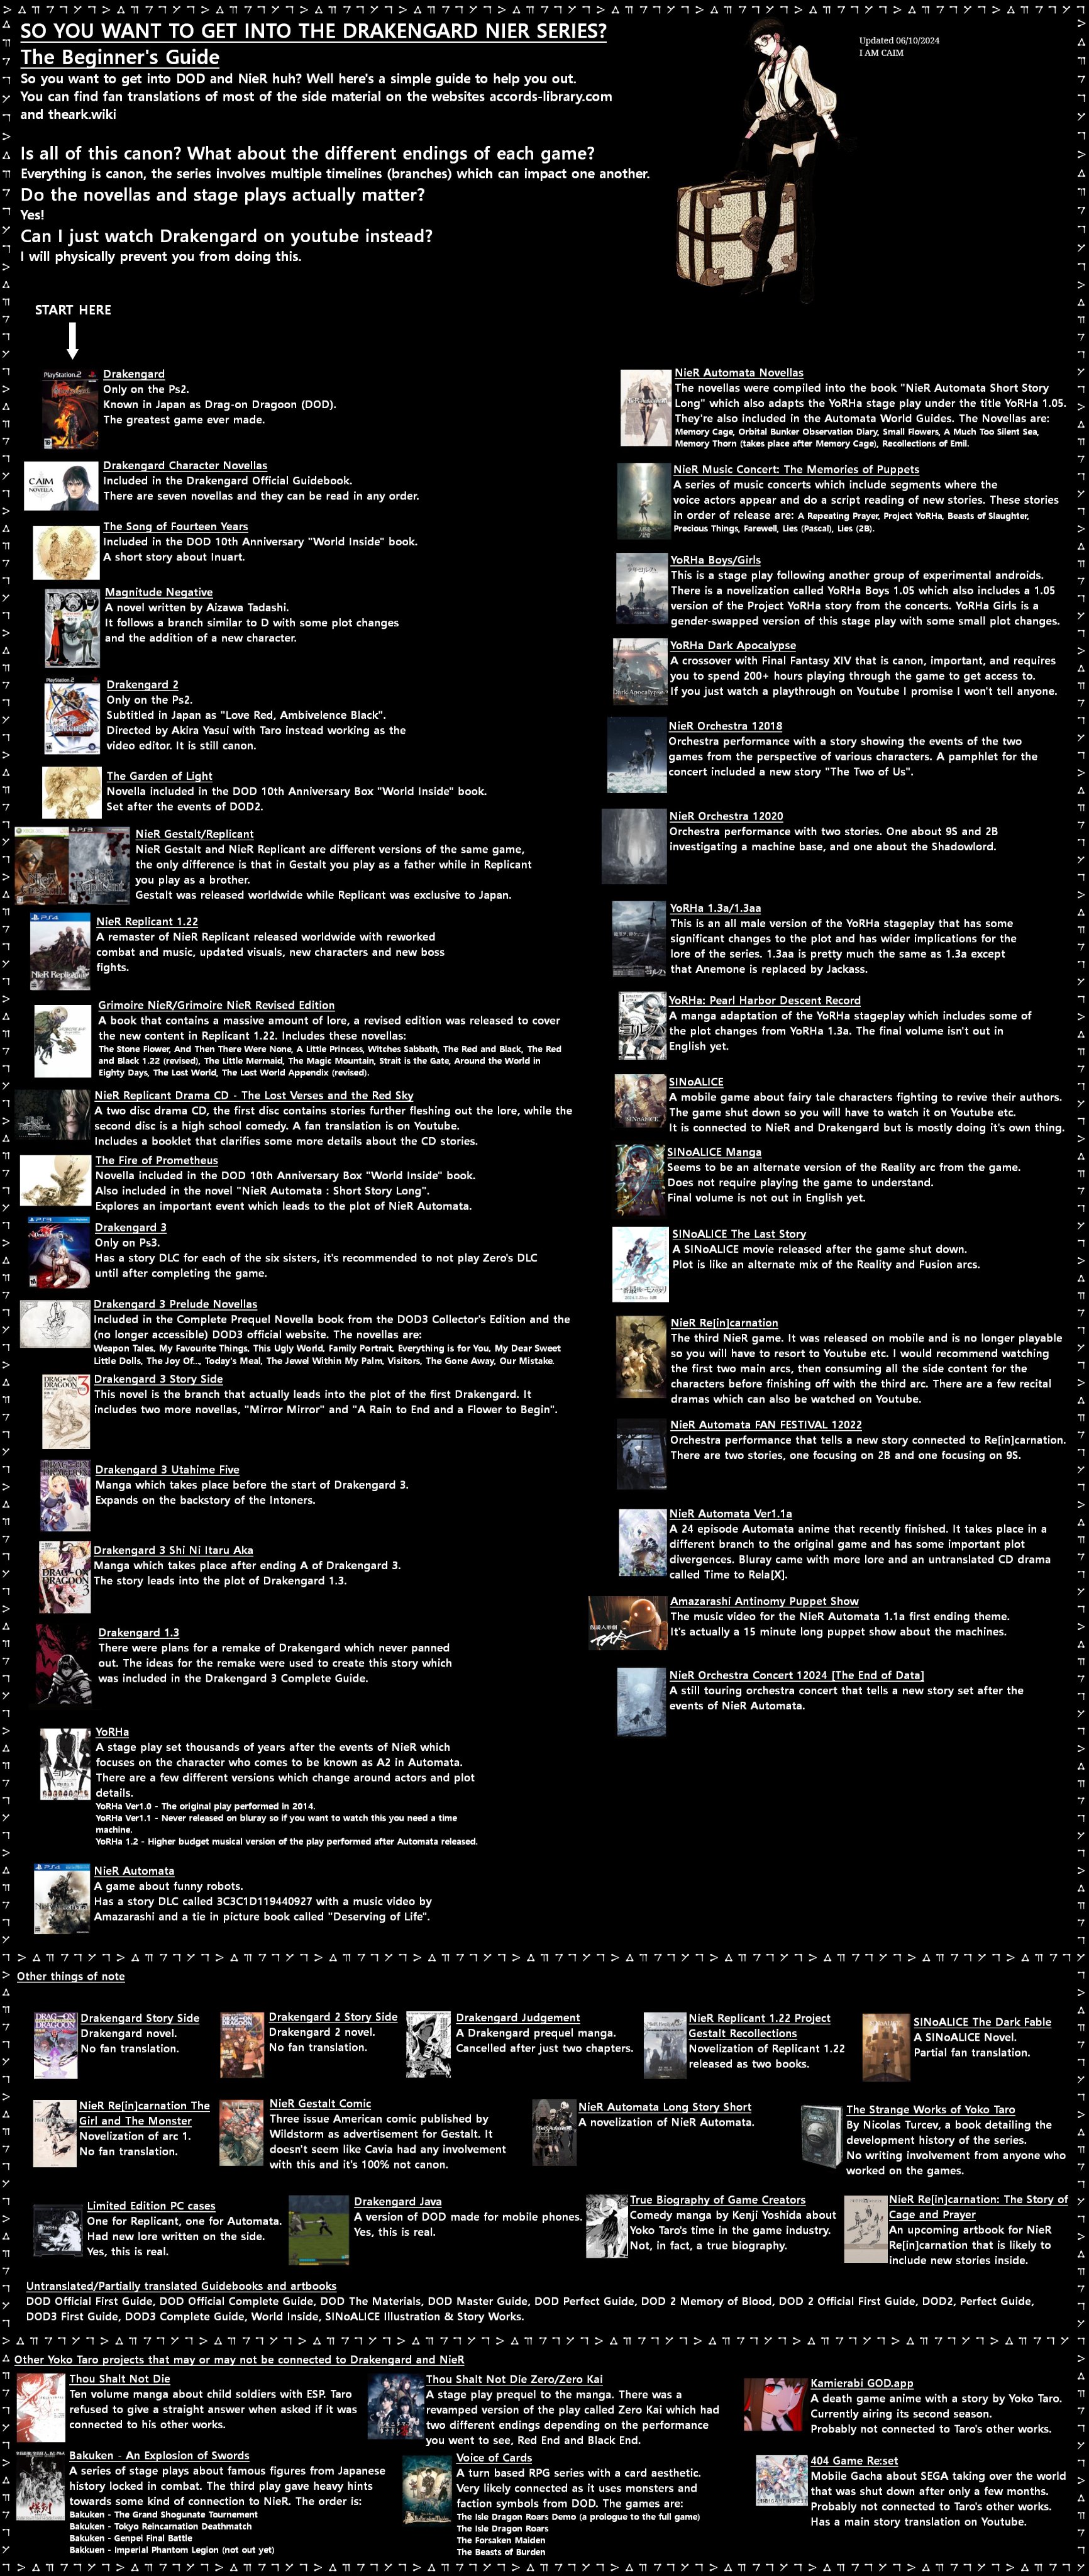 SO YOU WANT TO GET INTO THE DRAKENGARD NIER SERIES?
The Beginner's Guide
So you want to get into DOD and NieR huh? Well here's a simple guide to help you out.
You can find fan translations of most of the side material on the websites accords-library.com
and theark.wiki
Updated 06/10/2024
I AM CAIM
Is all of this canon? What about the different endings of each game?
Everything is canon, the series involves multiple timelines (branches) which can impact one another.
Do the novellas and stage plays actually matter?
Yes!
Can I just watch Drakengard on youtube instead?
I will physically prevent you from doing this.
START HERE
Drakengard
Only on the Ps2.
Known in Japan as Drag-on Dragoon (DOD).
The greatest game ever made.
CAIM
NOVELLA
Drakengard Character Novellas
Included in the Drakengard Official Guidebook.
There are seven novellas and they can be read in any order.
The Song of Fourteen Years
Included in the DOD 10th Anniversary "World Inside" book.
A short story about Inuart.
Magnitude Negative
A novel written by Aizawa Tadashi.
It follows a branch similar to D with some plot changes
and the addition of a new character.
Drakengard 2
Only on the Ps2.
Subtitled in Japan as "Love Red, Ambivelence Black".
Directed by Akira Yasui with Taro instead working as the
video editor. It is still canon.
The Garden of Light
Novella included in the DOD 10th Anniversary Box "World Inside" book.
Set after the events of DOD2.
NieR Gestalt/Replicant
NieR Gestalt and NieR Replicant are different versions of the same game,
the only difference is that in Gestalt you play as a father while in Replicant
you play as a brother.
Gestalt was released worldwide while Replicant was exclusive to Japan.
NieR Replicant 1.22
A remaster of NieR Replicant released worldwide with reworked
combat and music, updated visuals, new characters and new boss
fights.
Grimoire NieR/Grimoire NieR Revised Edition
A book that contains a massive amount of lore, a revised edition was released to cover
the new content in Replicant 1.22. Includes these novellas:
The Stone Flower, And Then There Were None, A Little Princess, Witches Sabbath, The Red and Black, The Red
and Black 1.22 (revised), The Little Mermaid, The Magic Mountain, Strait is the Gate, Around the World in
Eighty Days, The Lost World, The Lost World Appendix (revised).
NieR Replicant Drama CD - The Lost Verses and the Red Sky
A two disc drama CD, the first disc contains stories further fleshing out the lore, while the
second disc is a high school comedy. A fan translation is on Youtube.
Includes a booklet that clarifies some more details about the CD stories.
The Fire of Prometheus
Novella included in the DOD 10th Anniversary Box "World Inside" book.
Also included in the novel "NieR Automata : Short Story Long".
Explores an important event which leads to the plot of NieR Automata.
Drakengard 3
Only on Ps3.
Has a story DLC for each of the six sisters, it's recommended to not play Zero's DLC
until after completing the game.
Drakengard 3 Prelude Novellas
Included in the Complete Prequel Novella book from the DOD3 Collector's Edition and the
(no longer accessible) DOD3 official website. The novellas are:
Weapon Tales, My Favourite Things, This Ugly World, Family Portrait, Everything is for You, My Dear Sweet
Little Dolls, The Joy Of..., Today's Meal, The Jewel Within My Palm, Visitors, The Gone Away, Our Mistake.
Drakengard 3 Story Side
This novel is the branch that actually leads into the plot of the first Drakengard. It
includes two more novellas, "Mirror Mirror" and "A Rain to End and a Flower to Begin".
Drakengard 3 Utahime Five
Manga which takes place before the start of Drakengard 3.
Expands on the backstory of the Intoners.
Drakengard 3 Shi Ni Itaru Aka
Manga which takes place after ending A of Drakengard 3.
The story leads into the plot of Drakengard 1.3.
Drakengard 1.3
There were plans for a remake of Drakengard which never panned
out. The ideas for the remake were used to create this story which
was included in the Drakengard 3 Complete Guide.
YoRHa
A stage play set thousands of years after the events of NieR which
focuses on the character who comes to be known as A2 in Automata.
There are a few different versions which change around actors and plot
details.
YoRHa Ver1.0 - The original play performed in 2014.
YoRHa Ver1.1 - Never released on bluray so if you want to watch this you need a time
machine.
YoRHa 1.2 - Higher budget musical version of the play performed after Automata released.
NieR Automata
A game about funny robots.
Has a story DLC called 3C3C1D119440927 with a music video by
Amazarashi and a tie in picture book called "Deserving of Life".
NieR Automata Novellas
The novellas were compiled into the book "NieR Automata Short Story
Long" which also adapts the YoRHa stage play under the title YoRHa 1.05.
They're also included in the Automata World Guides. The Novellas are:
Memory Cage, Orbital Bunker Observation Diary, Small Flowers, A Much Too Silent Sea,
Memory Thorn (takes place after Memory Cage), Recollections of Emil.
NieR Music Concert: The Memories of Puppets
A series of music concerts which include segments where the
voice actors appear and do a script reading of new stories. These stories
in order of release are: A Repeating Prayer, Project YoRHa, Beasts of Slaughter,
Precious Things, Farewell, Lies (Pascal), Lies (2B).
YoRHa Boys/Girls
This is a stage play following another group of experimental androids.
There is a novelization called YoRHa Boys 1.05 which also includes a 1.05
version of the Project YoRHa story from the concerts. YoRHa Girls is a
gender-swapped version of this stage play with some small plot changes.
YoRHa Dark Apocalypse
A crossover with Final Fantasy XIV that is canon, important, and requires
you to spend 200+ hours playing through the game to get access to.
If you just watch a playthrough on Youtube I promise I won't tell anyone.
NieR Orchestra 12018
Orchestra performance with a story showing the events of the two
games from the perspective of various characters. A pamphlet for the
concert included a new story "The Two of Us".
NieR Orchestra 12020
Orchestra performance with two stories. One about 9S and 2B
investigating a machine base, and one about the Shadowlord.
YoRHa 1.3a/1.3aa
This is an all male version of the YoRHa stageplay that has some
significant changes to the plot and has wider implications for the
lore of the series. 1.3aa is pretty much the same as 1.3a except
that Anemone is replaced by Jackass.
YoRHa: Pearl Harbor Descent Record
A manga adaptation of the YoRHa stageplay which includes some of
the plot changes from YoRHa 1.3a. The final volume isn't out in
English yet.
SINoALICE
A mobile game about fairy tale characters fighting to revive their authors.
The game shut down so you will have to watch it on Youtube etc.
It is connected to NieR and Drakengard but is mostly doing it's own thing.
SINoALICE Manga
Seems to be an alternate version of the Reality arc from the game.
Does not require playing the game to understand.
Final volume is not out in English yet.
SINoALICE The Last Story
A SINoALICE movie released after the game shut down.
Plot is like an alternate mix of the Reality and Fusion arcs.
NieR Re[in]carnation
The third NieR game. It was released on mobile and is no longer playable
so you will have to resort to Youtube etc. I would recommend watching
the first two main arcs, then consuming all the side content for the
characters before finishing off with the third arc. There are a few recital
dramas which can also be watched on Youtube.
NieR Automata FAN FESTIVAL 12022
Orchestra performance that tells a new story connected to Re[in]carnation.
There are two stories, one focusing on 2B and one focusing on 9S.
NieR Automata Ver1.1a
A 24 episode Automata anime that recently finished. It takes place in a
different branch to the original game and has some important plot
divergences. Bluray came with more lore and an untranslated CD drama
called Time to Rela[X].
Amazarashi Antinomy Puppet Show
The music video for the NieR Automata 1.1a first ending theme.
It's actually a 15 minute long puppet show about the machines.
NieR Orchestra Concert 12024 [The End of Data]
A still touring orchestra concert that tells a new story set after the
events of NieR Automata.
Other things of note
Drakengard Story Side
Drakengard novel.
No fan translation.
Drakengard 2 Story Side
Drakengard 2 novel.
No fan translation.
Drakengard Judgement
A Drakengard prequel manga.
Cancelled after just two chapters.
NieR Replicant 1.22 Project
Gestalt Recollections
Novelization of Replicant 1.22
released as two books.
SINoALICE The Dark Fable
A SINoALICE Novel.
Partial fan translation.
NieR Re[in]carnation The
Girl and The Monster
Novelization of arc 1.
No fan translation.
NieR Gestalt Comic
Three issue American comic published by
Wildstorm as advertisement for Gestalt. It
doesn't seem like Cavia had any involvement
with this and it's 100% not canon.
NieR Automata Long Story Short
A novelization of NieR Automata.
The Strange Works of Yoko Taro
By Nicolas Turcev, a book detailing the
development history of the series.
No writing involvement from anyone who
worked on the games.
Limited Edition PC cases
One for Replicant, one for Automata.
Had new lore written on the side.
Yes, this is real.
Drakengard Java
A version of DOD made for mobile phones.
Yes, this is real.
True Biography of Game Creators
Comedy manga by Kenji Yoshida about
Yoko Taro's time in the game industry.
Not, in fact, a true biography.
NieR Re[in]carnation: The Story of
Cage and Prayer
An upcoming artbook for NieR
Re[in]carnation that is likely to
include new stories inside.
Untranslated/Partially translated Guidebooks and artbooks
DOD Official First Guide, DOD Official Complete Guide, DOD The Materials, DOD Master Guide, DOD Perfect Guide, DOD 2 Memory of Blood, DOD 2 Official First Guide, DOD2, Perfect Guide,
DOD3 First Guide, DOD3 Complete Guide, World Inside, SINoALICE Illustration & Story Works.
Other Yoko Taro projects that may or may not be connected to Drakengard and NieR
Thou Shalt Not Die
Ten volume manga about child soldiers with ESP. Taro
refused to give a straight answer when asked if it was
connected to his other works.
Thou Shalt Not Die Zero/Zero Kai
A stage play prequel to the manga. There was a
revamped version of the play called Zero Kai which had
two different endings depending on the performance
you went to see, Red End and Black End.
Kamierabi GOD.app
A death game anime with a story by Yoko Taro.
Currently airing its second season.
Probably not connected to Taro's other works.
Bakuken - An Explosion of Swords
A series of stage plays about famous figures from Japanese
history locked in combat. The third play gave heavy hints
towards some kind of connection to NieR. The order is:
Bakuken - The Grand Shogunate Tournement
Bakuken - Tokyo Reincarnation Deathmatch
Bakuken - Genpei Final Battle
Bakkuen - Imperial Phantom Legion (not out yet)
Voice of Cards
A turn based RPG series with a card aesthetic.
Very likely connected as it uses monsters and
faction symbols from DOD. The games are:
The Isle Dragon Roars Demo (a prologue to the full game)
The Isle Dragon Roars
The Forsaken Maiden
The Beasts of Burden
404 Game Re:set
Mobile Gacha about SEGA taking over the world
that was shut down after only a few months.
Probably not connected to Taro's other works.
Has a main story translation on Youtube.